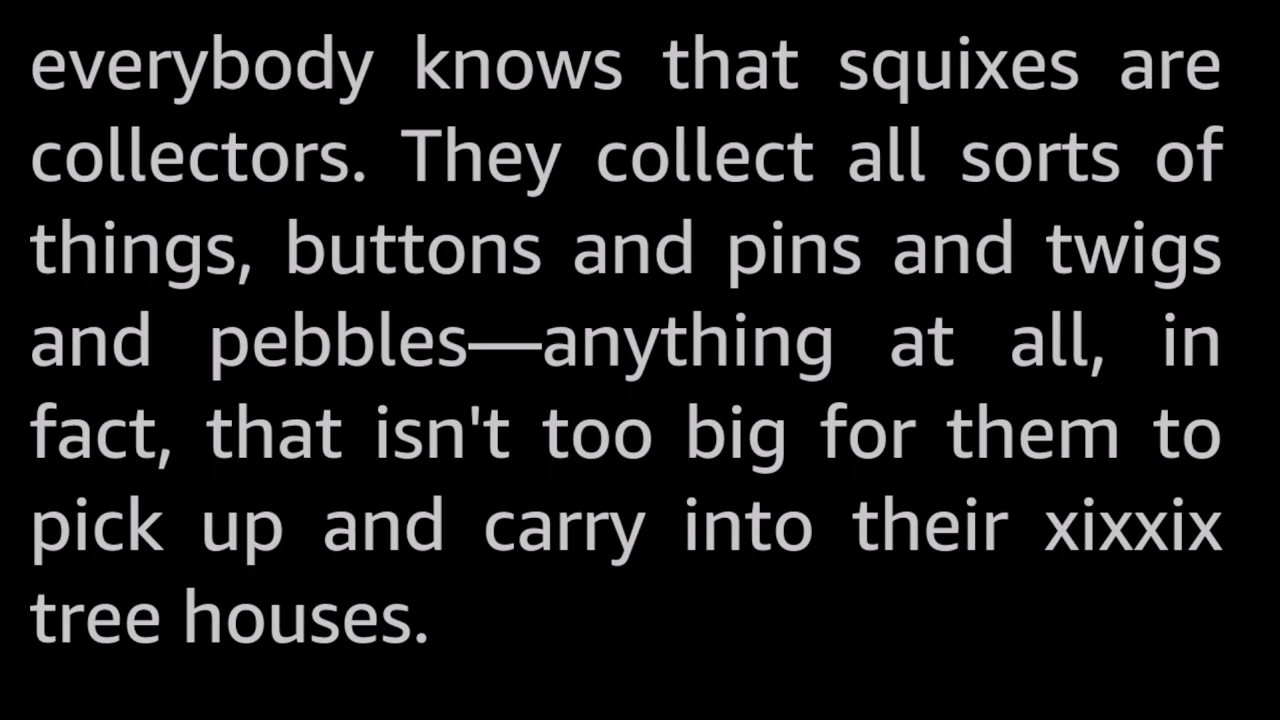 everybody knows that squixes are
collectors. They collect all sorts of
things, buttons and pins and twigs
and pebbles—anything at all, in
fact, that isn't too big for them to
pick up and carry into their xixxix
tree houses.